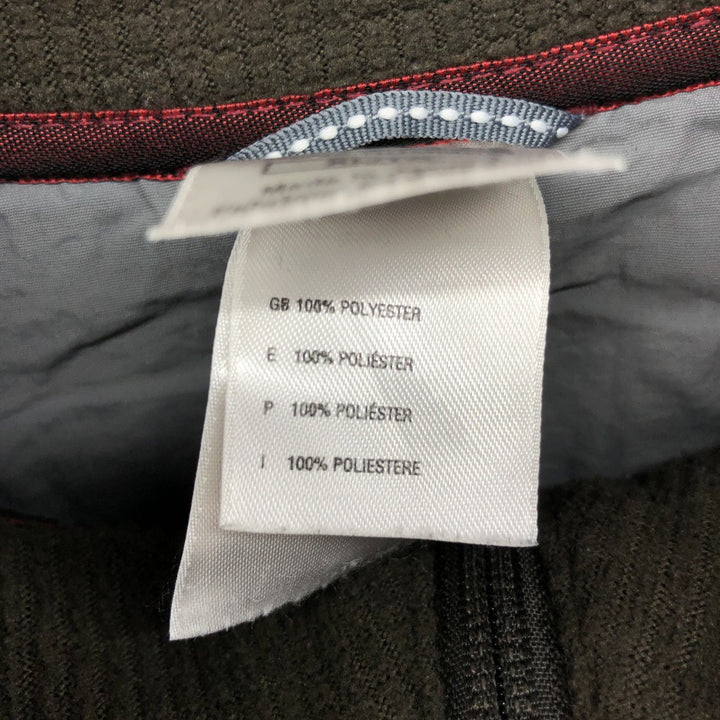 GB 100% POLYESTER
E 100% POLIÉSTER
P 100% POLIÉSTER
I 100% POLIESTERE